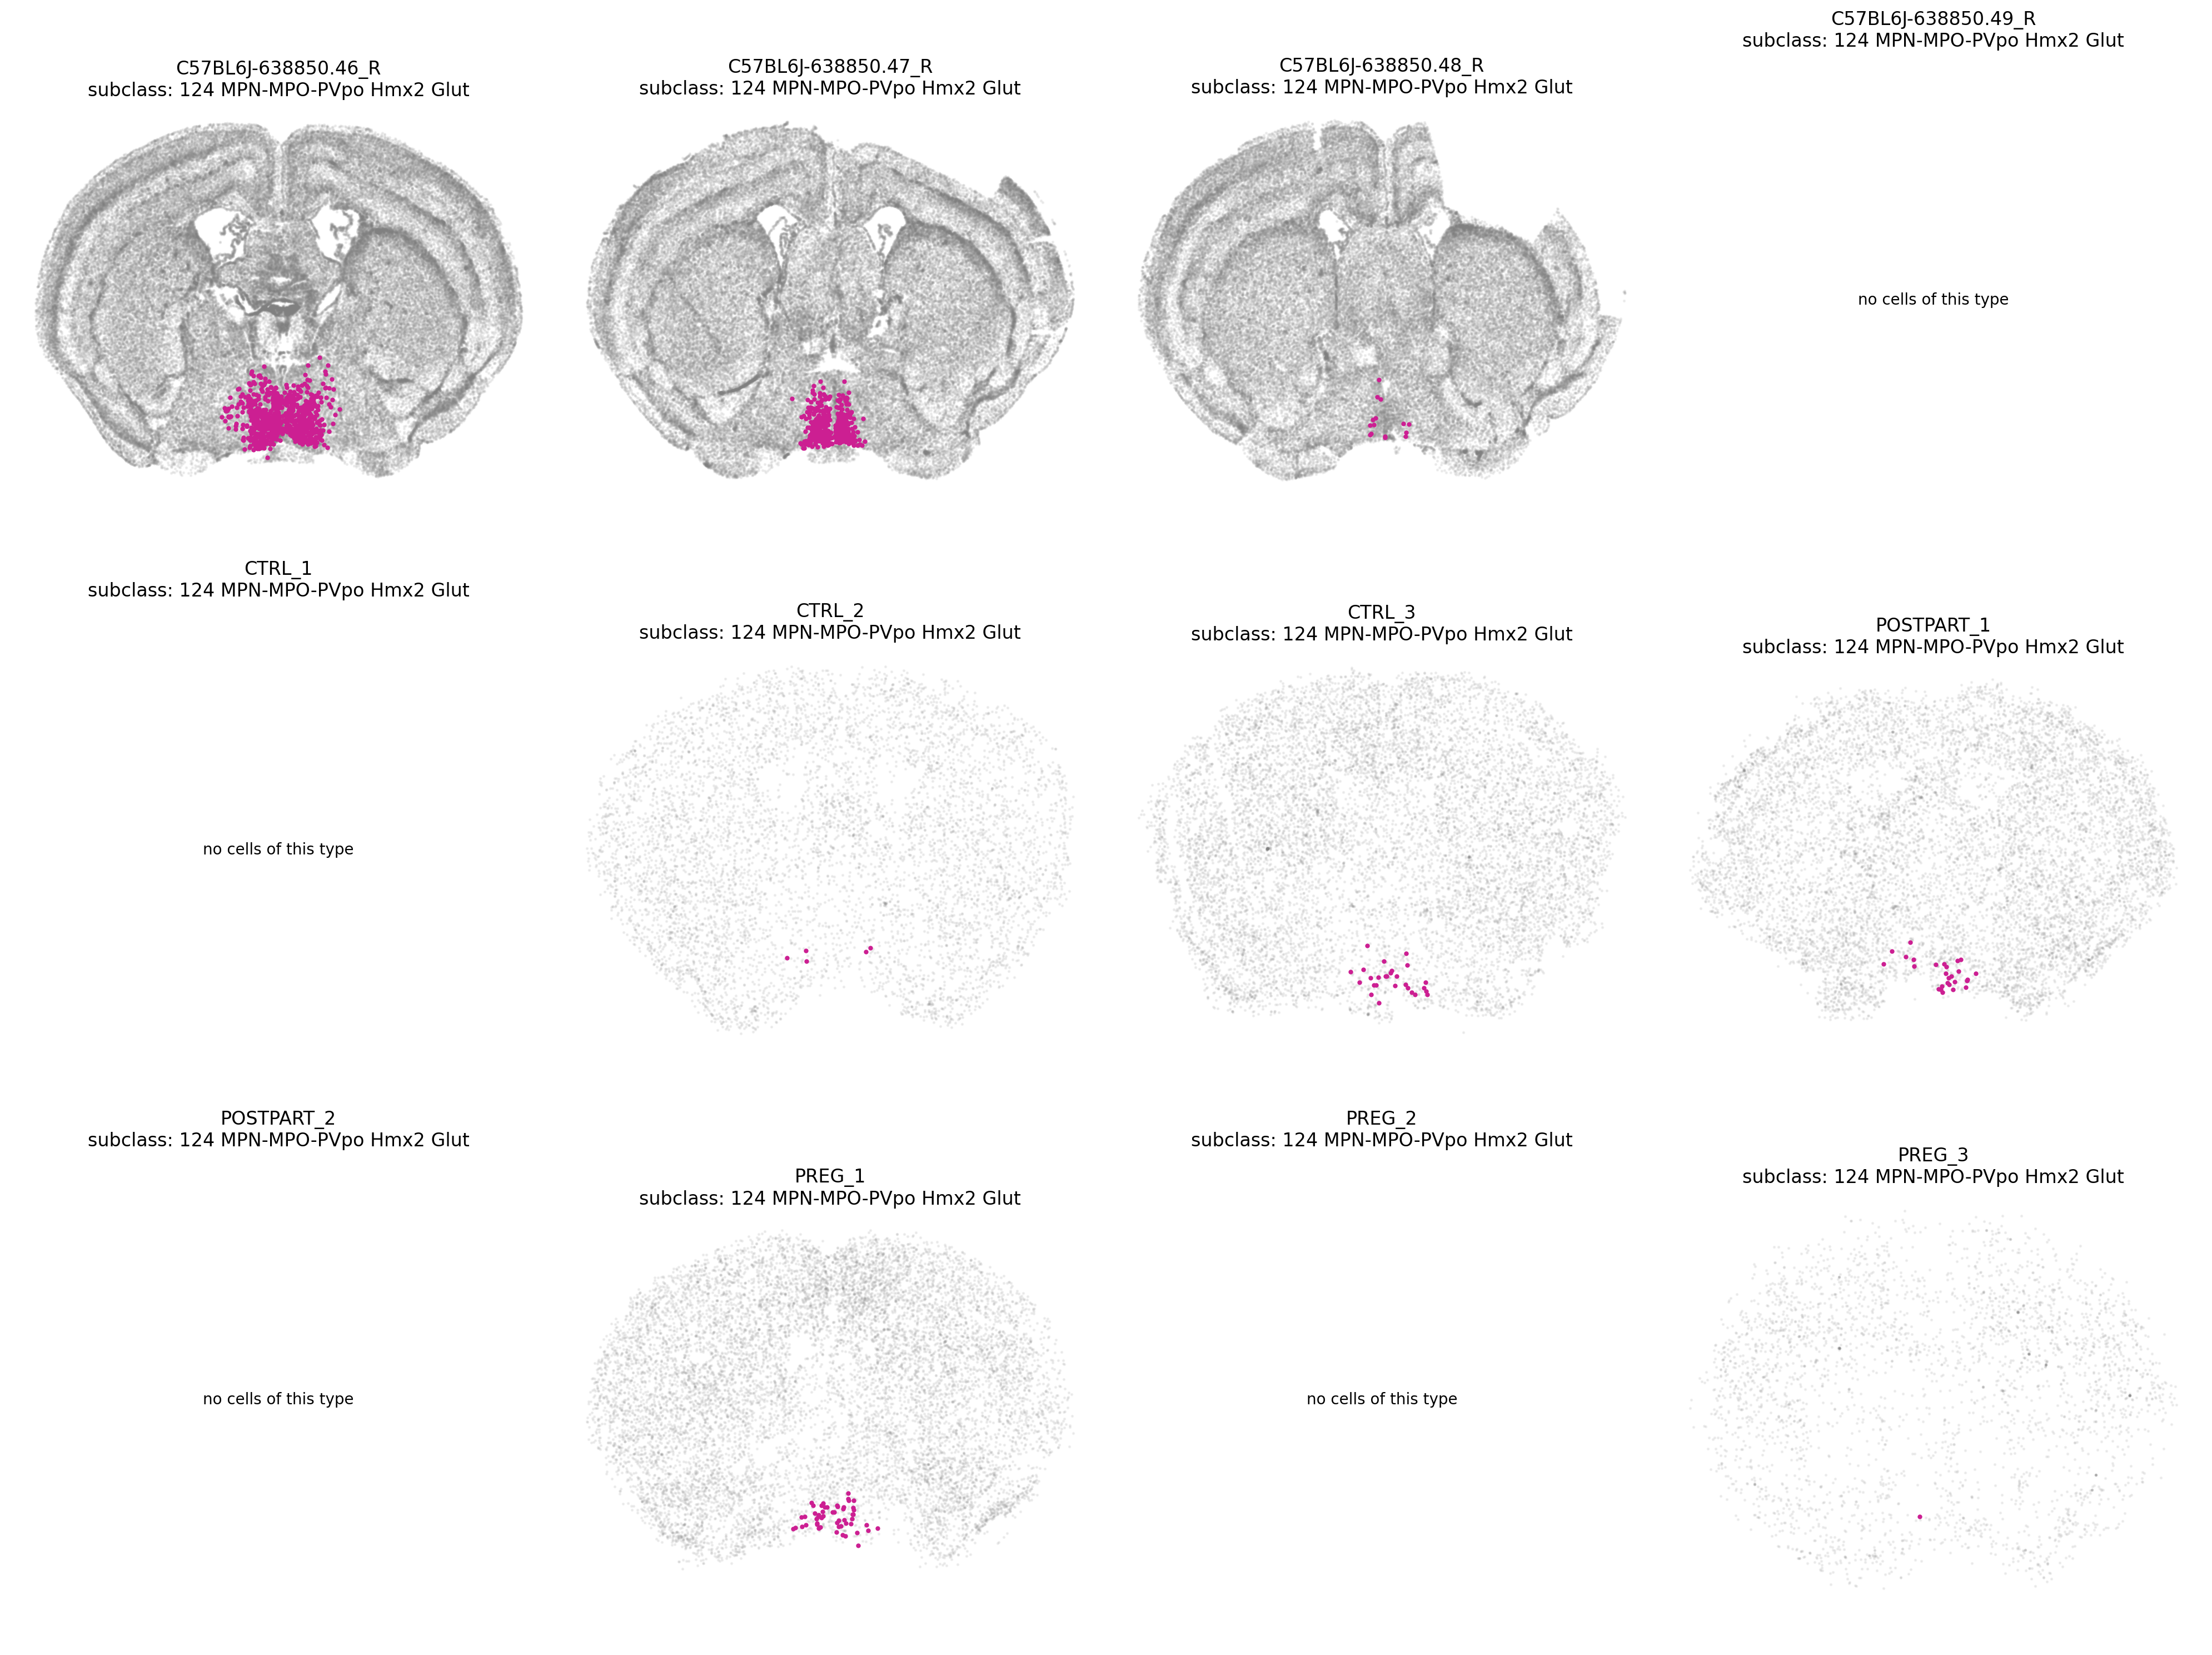 C57BL6J-638850.46_R
subclass: 124 MPN-MPO-PVpo Hmx2 Glut
C57BL6J-638850.47_R
subclass: 124 MPN-MPO-PVpo Hmx2 Glut
C57BL6J-638850.48_R
subclass: 124 MPN-MPO-PVpo Hmx2 Glut
C57BL6J-638850.49_R
subclass: 124 MPN-MPO-PVpo Hmx2 Glut
no cells of this type
CTRL_1
subclass: 124 MPN-MPO-PVpo Hmx2 Glut
no cells of this type
CTRL_2
subclass: 124 MPN-MPO-PVpo Hmx2 Glut
CTRL_3
subclass: 124 MPN-MPO-PVpo Hmx2 Glut
POSTPART_1
subclass: 124 MPN-MPO-PVpo Hmx2 Glut
POSTPART_2
subclass: 124 MPN-MPO-PVpo Hmx2 Glut
no cells of this type
PREG_1
subclass: 124 MPN-MPO-PVpo Hmx2 Glut
PREG_2
subclass: 124 MPN-MPO-PVpo Hmx2 Glut
no cells of this type
PREG_3
subclass: 124 MPN-MPO-PVpo Hmx2 Glut